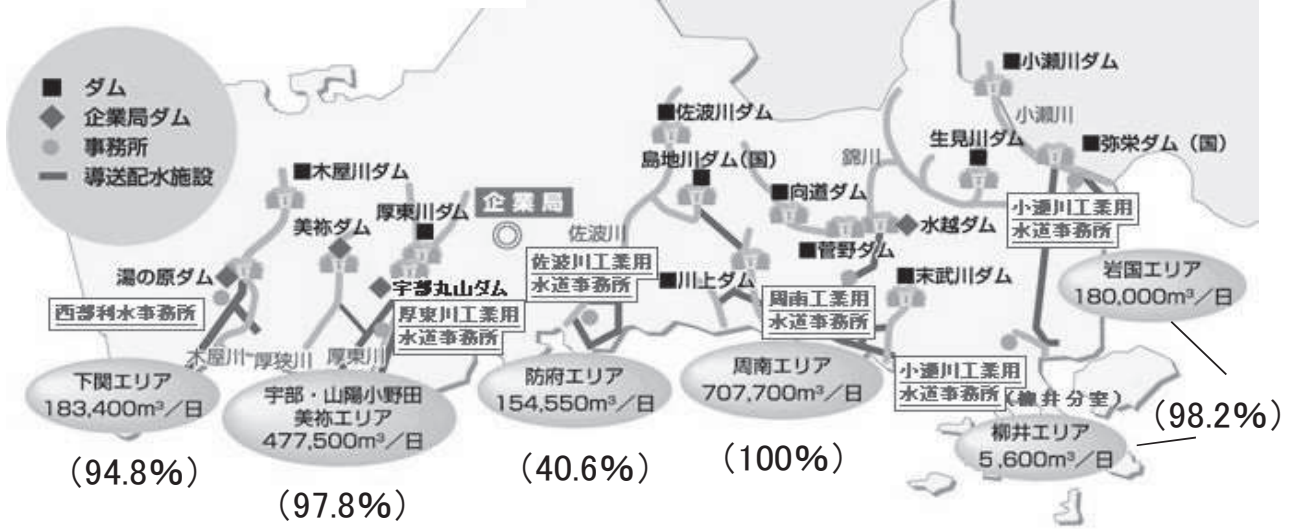 ダム
企業局ダム
事務所
導送配水施設
木屋川ダム
美祢ダム
厚東川ダム
湯の原ダム
宇部丸山ダム
西部利水事務所
厚東川工業用
水道事務所
木屋川
厚狭川
厚東川
企業局
佐波川ダム
島地川ダム(国)
佐波川
佐波川工業用
水道事務所
川上ダム
向道ダム
菅野ダム
水越ダム
錦川
生見川ダム
小瀬川ダム
小瀬川
弥栄ダム(国)
小瀬川工業用
水道事務所
末武川ダム
周南工業用
水道事務所
小瀬川工業用
水道事務所
(柳井分室)
下関エリア
183,400m³/日
(94.8%)
宇部・山陽小野田
美祢エリア
477,500m³/日
(97.8%)
防府エリア
154,550m³/日
(40.6%)
周南エリア
707,700m³/日
(100%)
岩国エリア
180,000m³/日
柳井エリア
5,600m³/日
(98.2%)